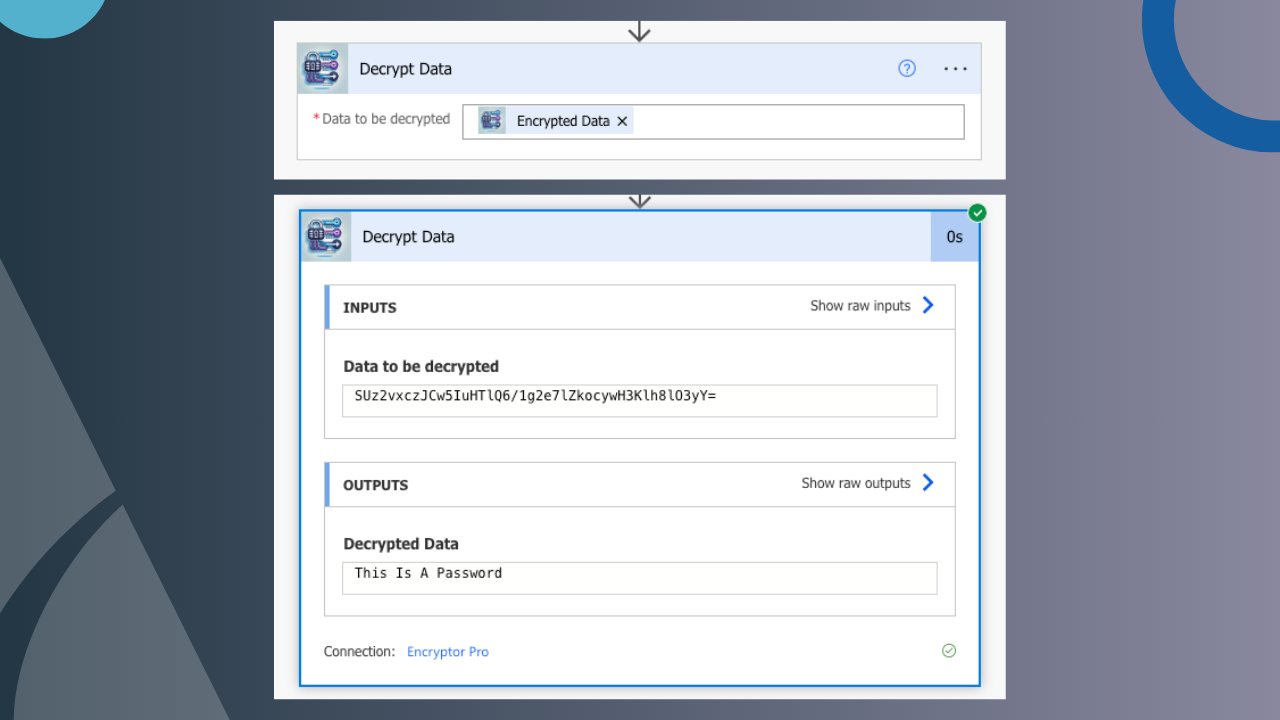 Decrypt Data
* Data to be decrypted
Encrypted Data
Decrypt Data
0s
INPUTS
Show raw inputs
Data to be decrypted
SUz2vxczJCw5IuHTlQ6/1g2e7lZkocywH3Klh8lO3yY=
OUTPUTS
Show raw outputs
Decrypted Data
This Is A Password
Connection: Encryptor Pro